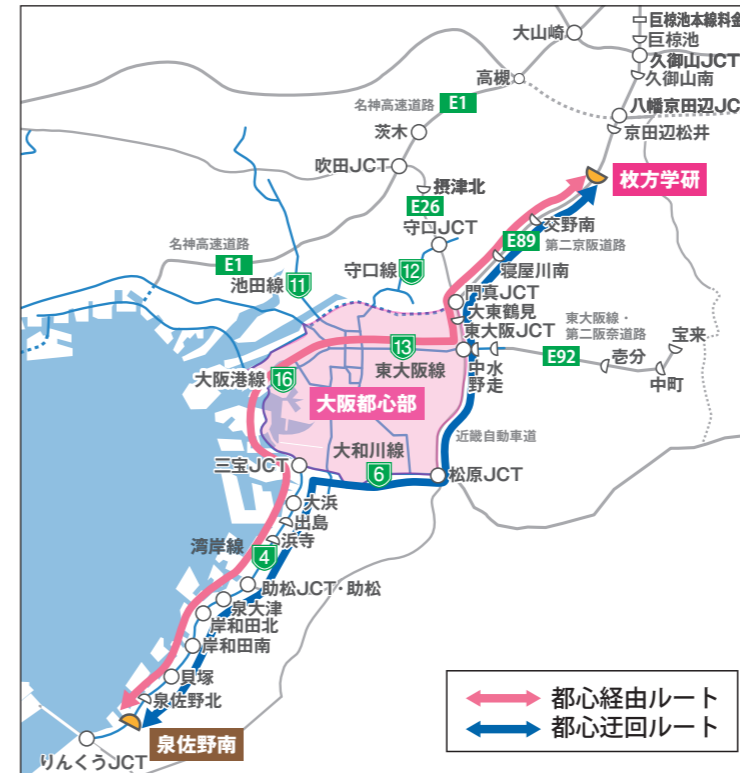 巨椋池本線料金
巨椋池
大山崎
久御山JCT
久御山南
高槻
名神高速道路
E1
八幡京田辺JC
茨木
京田辺松井
吹田JCT
摂津北
枚方学研
E26
守口JCT
交野南
E89
第二京阪道路
名神高速道路
E1
守口線
12
寝屋川南
池田線
11
門真JCT
大東鶴見
東大阪JCT
東大阪線・
第二阪奈道路
宝来
13
東大阪線
中野
水走
E92
壱分
中町
大阪港線
16
大阪都心部
近畿自動車道
大和川線
6
三宝JCT
松原JCT
大浜
出島
浜寺
湾岸線
4
助松JCT・助松
泉大津
岸和田北
岸和田南
貝塚
泉佐野北
泉佐野南
りんくうJCT
都心経由ルート
都心迂回ルート